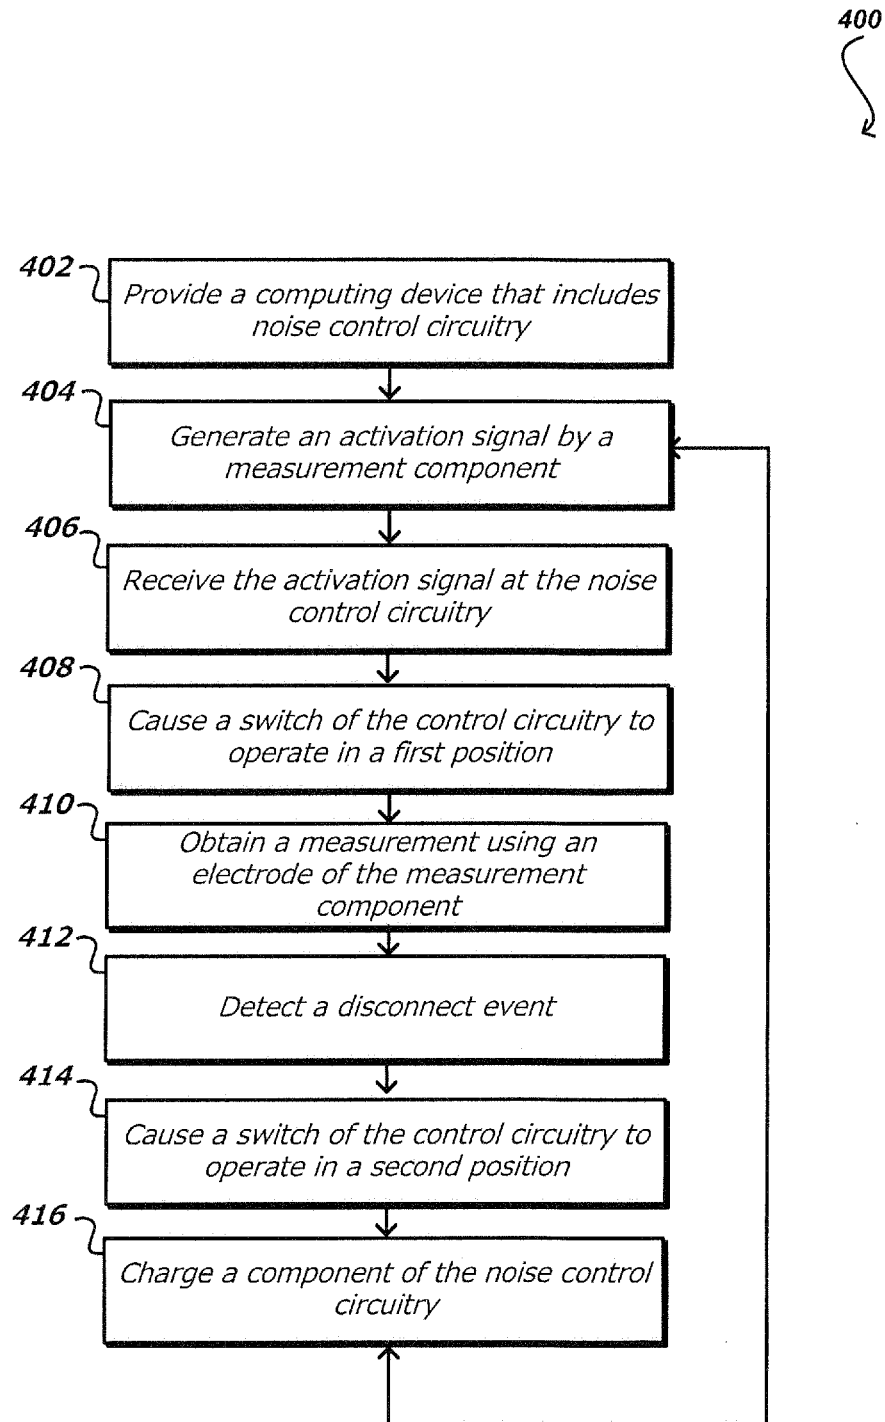 400
402
Provide a computing device that includes
noise control circuitry
404
Generate an activation signal by a
measurement component
406
Receive the activation signal at the noise
control circuitry
408
Cause a switch of the control circuitry to
operate in a first position
410
Obtain a measurement using an
electrode of the measurement
component
412
Detect a disconnect event
414
Cause a switch of the control circuitry to
operate in a second position
416
Charge a component of the noise control
circuitry